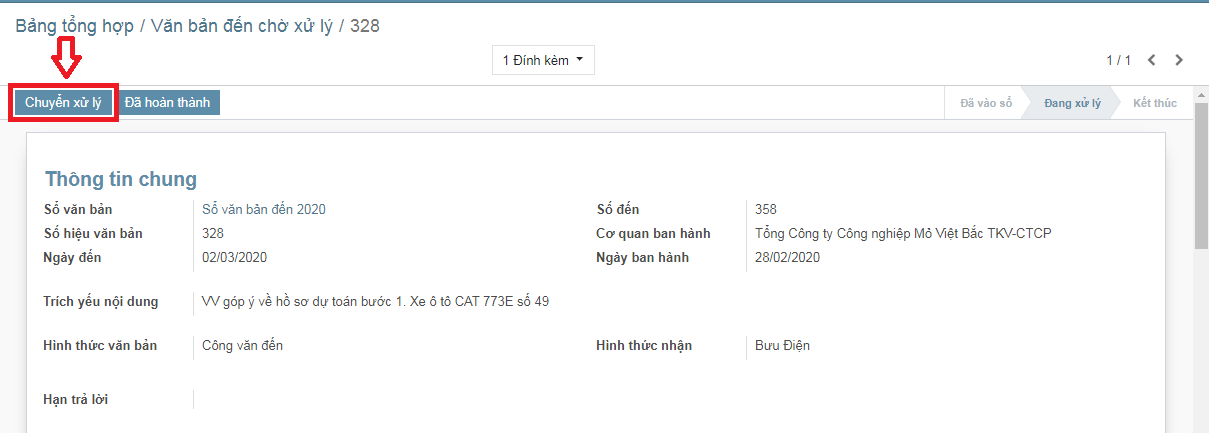 Bảng tổng hợp / Văn bản đến chờ xử lý / 328
1 Đính kèm
1 / 1
Chuyển xử lý Đã hoàn thành
Đã vào số Đang xử lý Kết thúc
Thông tin chung
Sổ văn bản Sổ văn bản đến 2020 Số đến 358
Số hiệu văn bản 328 Cơ quan ban hành Tổng Công ty Công nghiệp Mỏ Việt Bắc TKV-CTCP
Ngày đến 02/03/2020 Ngày ban hành 28/02/2020
Trích yếu nội dung VV góp ý về hồ sơ dự toán bước 1. Xe ô tô CAT 773E số 49
Hình thức văn bản Công văn đến Hình thức nhận Bưu Điện
Hạn trả lời